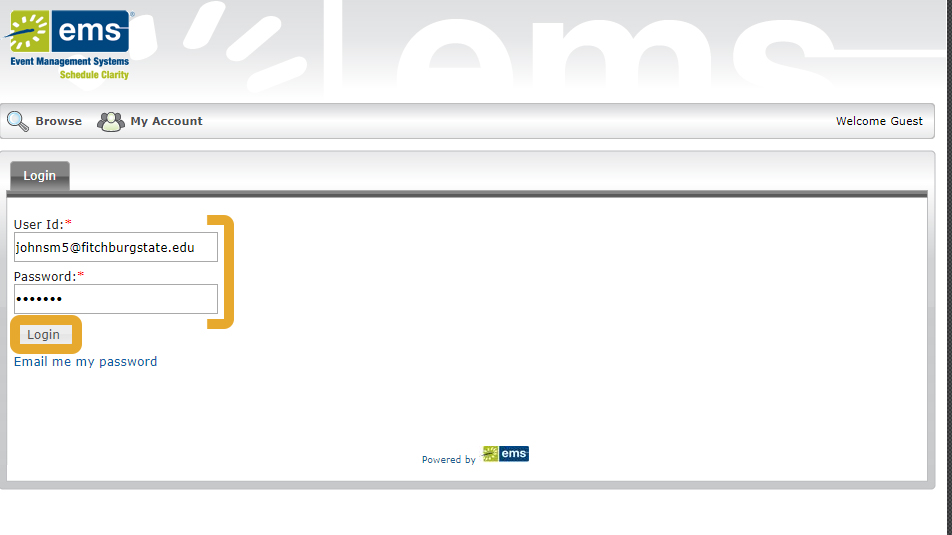 ems
Event Management Systems
Schedule Clarity
ems
Browse My Account Welcome Guest
Login
User Id:*
johnsm5@fitchburgstate.edu
Password:*
•••••••
Login
Email me my password
Powered by ems